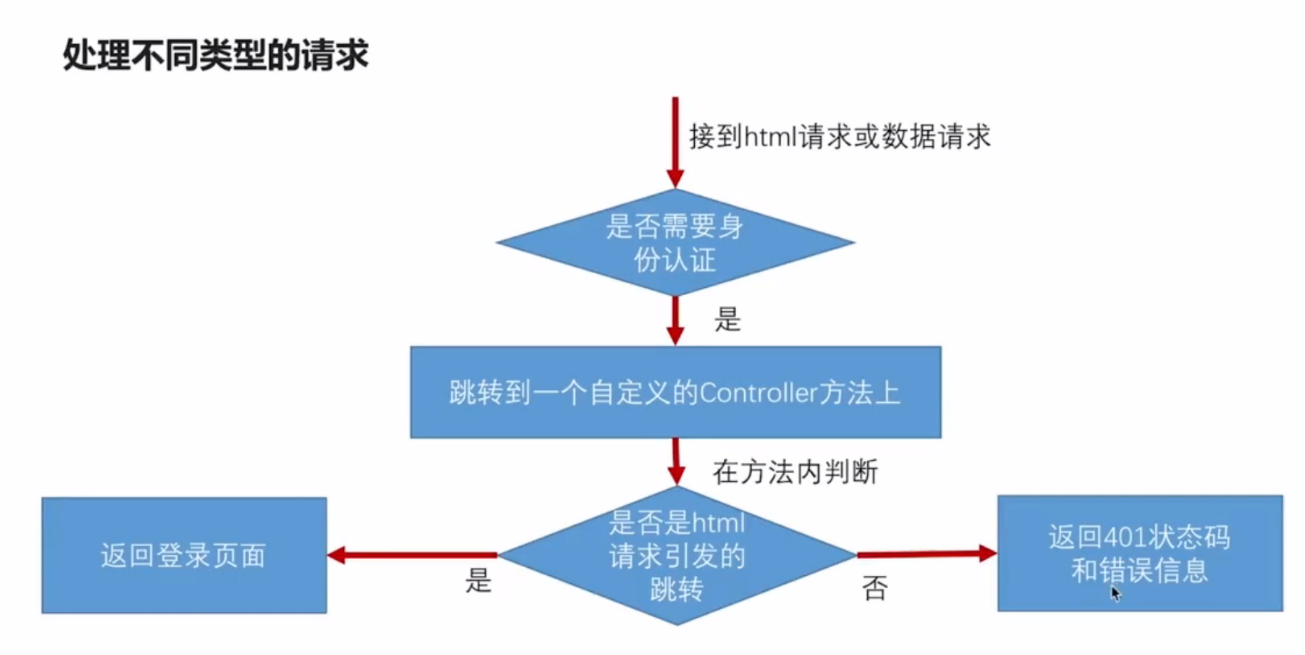 处理不同类型的请求
接到html请求或数据请求
是否需要身
份认证
是
跳转到一个自定义的Controller方法上
在方法内判断
返回登录页面
是
是否是html
请求引发的
跳转
否
返回401状态码
和错误信息